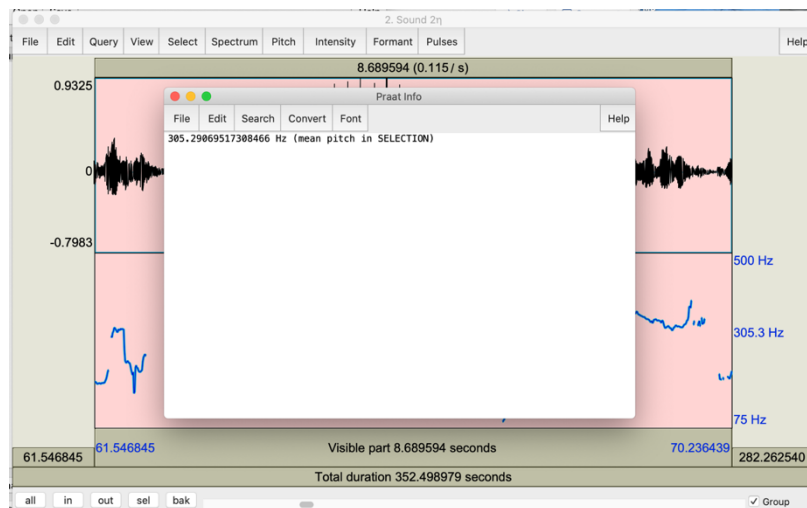 2. Sound 2η
File Edit Query View Select Spectrum Pitch Intensity Formant Pulses Help
8.689594 (0.115 / s)
0.9325
Praat Info
File Edit Search Convert Font Help
305.29069517308466 Hz (mean pitch in SELECTION)
0
-0.7983
500 Hz
305.3 Hz
75 Hz
61.546845 61.546845 Visible part 8.689594 seconds 70.236439 282.262540
Total duration 352.498979 seconds
all in out sel bak Group